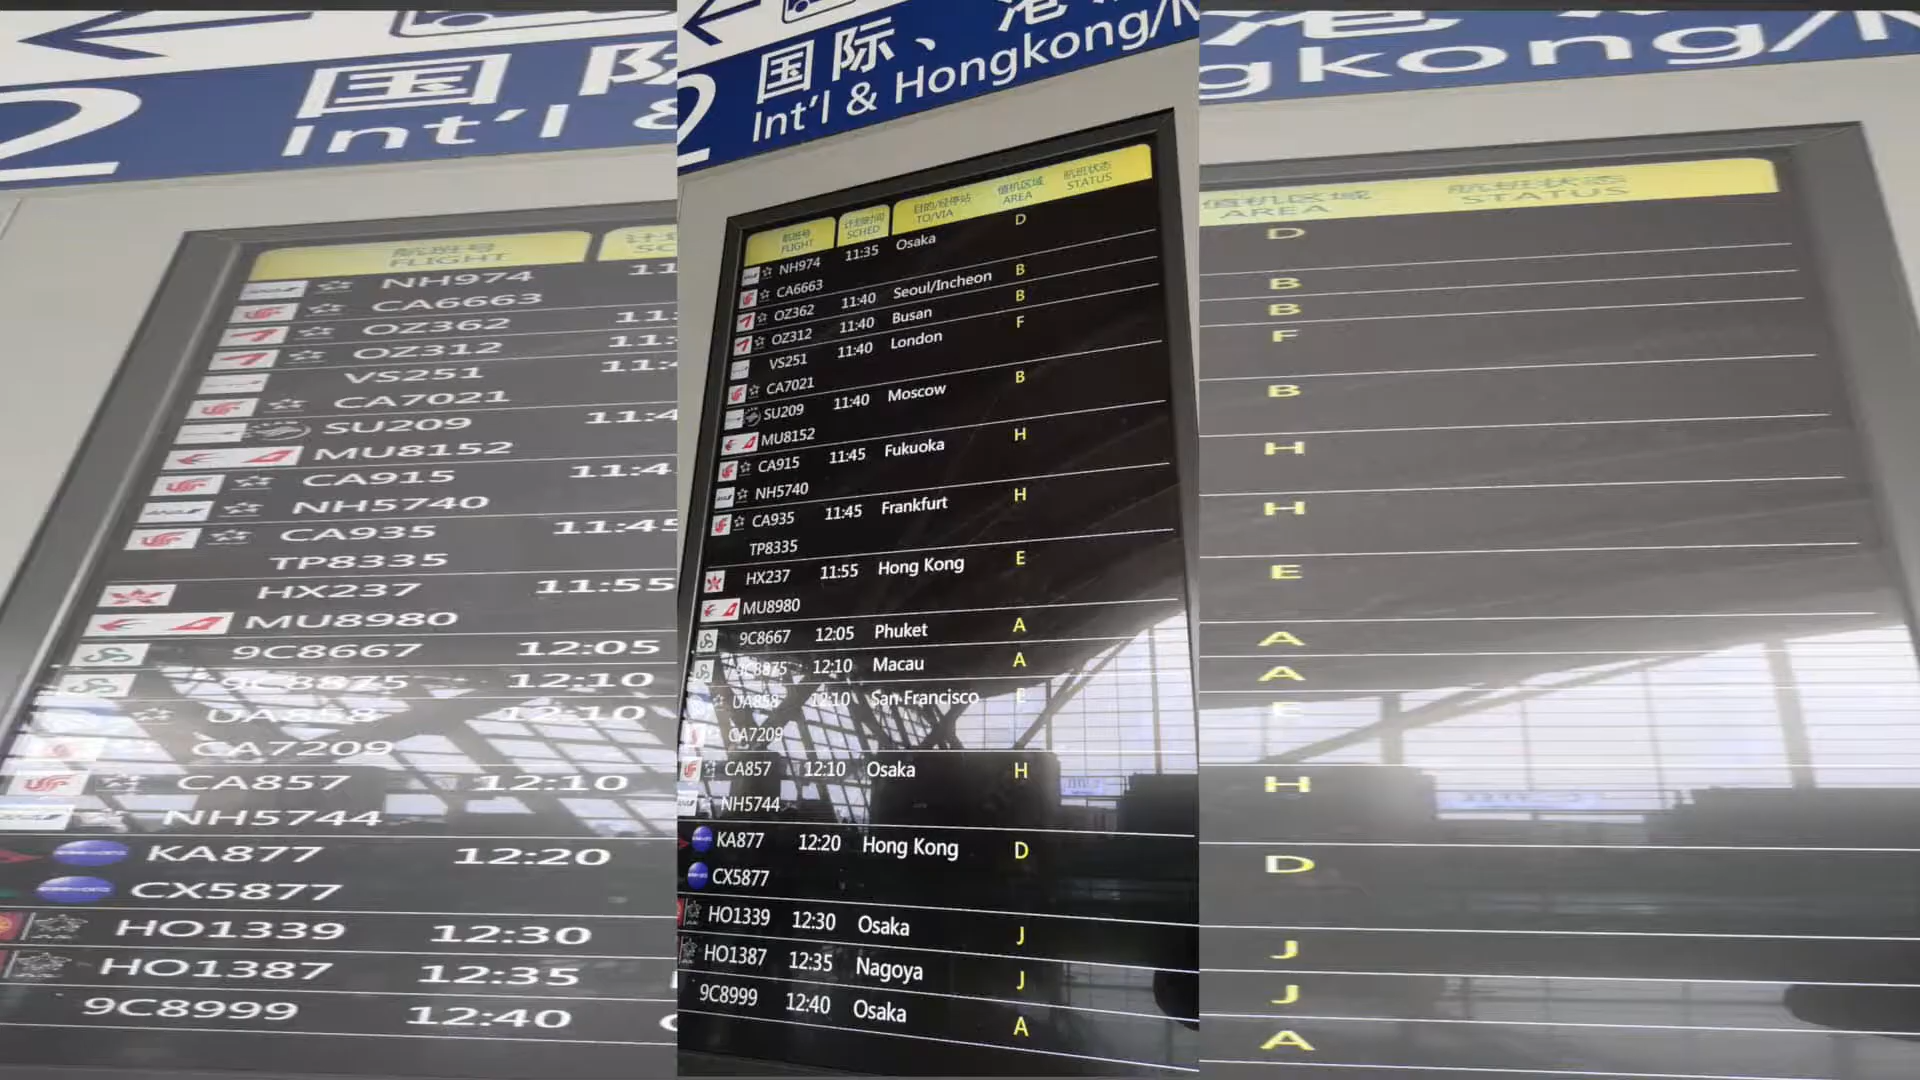 国际、港
2 Int'l & Hongkong/M
航班号 计划时间 目的/经停站 值机区域 航班状态
FLIGHT SCHED TO/VIA AREA STATUS
NH974 11:35 Osaka D
CA6663
OZ362 11:40 Seoul/Incheon B
OZ312 11:40 Busan B
VS251 11:40 London F
CA7021
SU209 11:40 Moscow B
MU8152
CA915 11:45 Fukuoka H
NH5740
CA935 11:45 Frankfurt H
TP8335
HX237 11:55 Hong Kong E
MU8980
9C8667 12:05 Phuket A
9C8875 12:10 Macau A
UA858 12:10 San Francisco E
CA7209
CA857 12:10 Osaka H
NH5744
KA877 12:20 Hong Kong D
CX5877
HO1339 12:30 Osaka J
HO1387 12:35 Nagoya J
9C8999 12:40 Osaka A